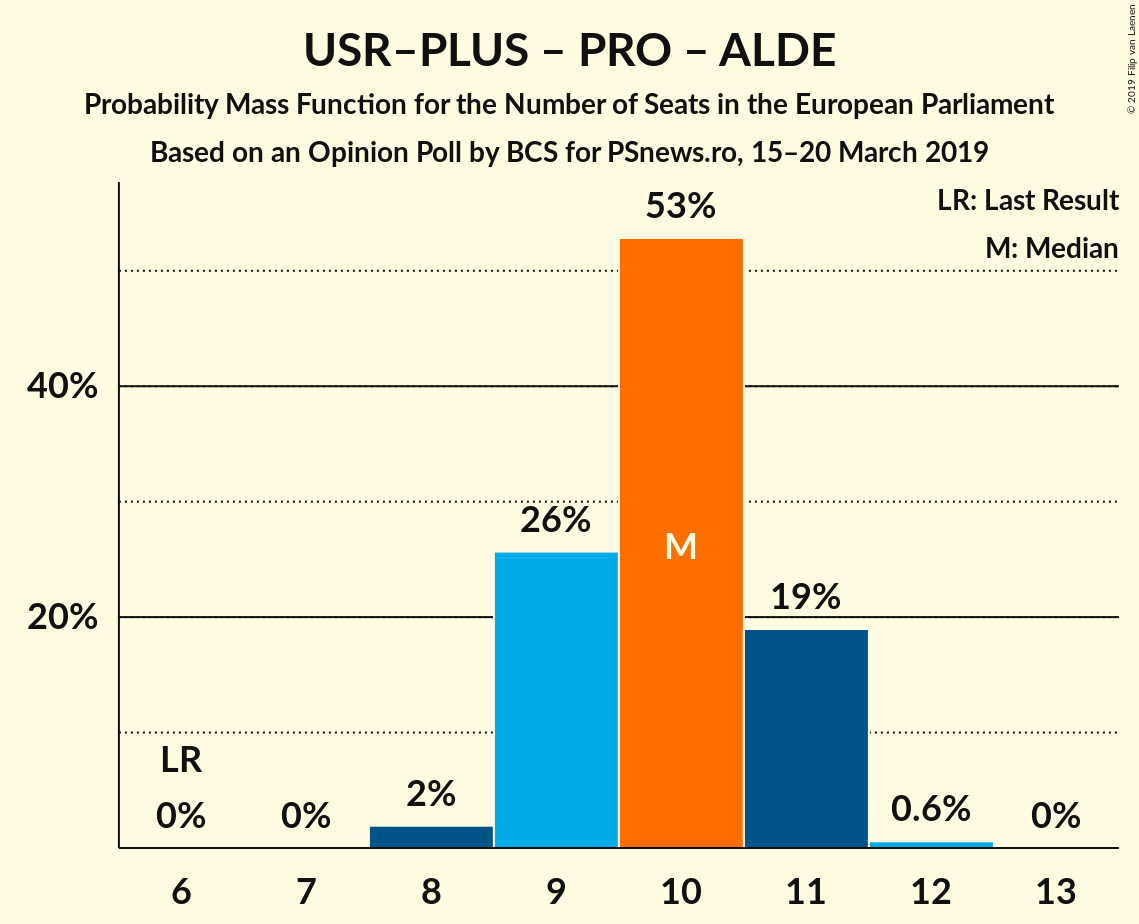 USR–PLUS – PRO – ALDE
Probability Mass Function for the Number of Seats in the European Parliament
Based on an Opinion Poll by BCS for PSnews.ro, 15–20 March 2019
© 2019 Filip van Laenen
LR: Last Result
M: Median
53%
40%
26%
M
19%
20%
LR
0%
0%
2%
0.6%
0%
6 7 8 9 10 11 12 13